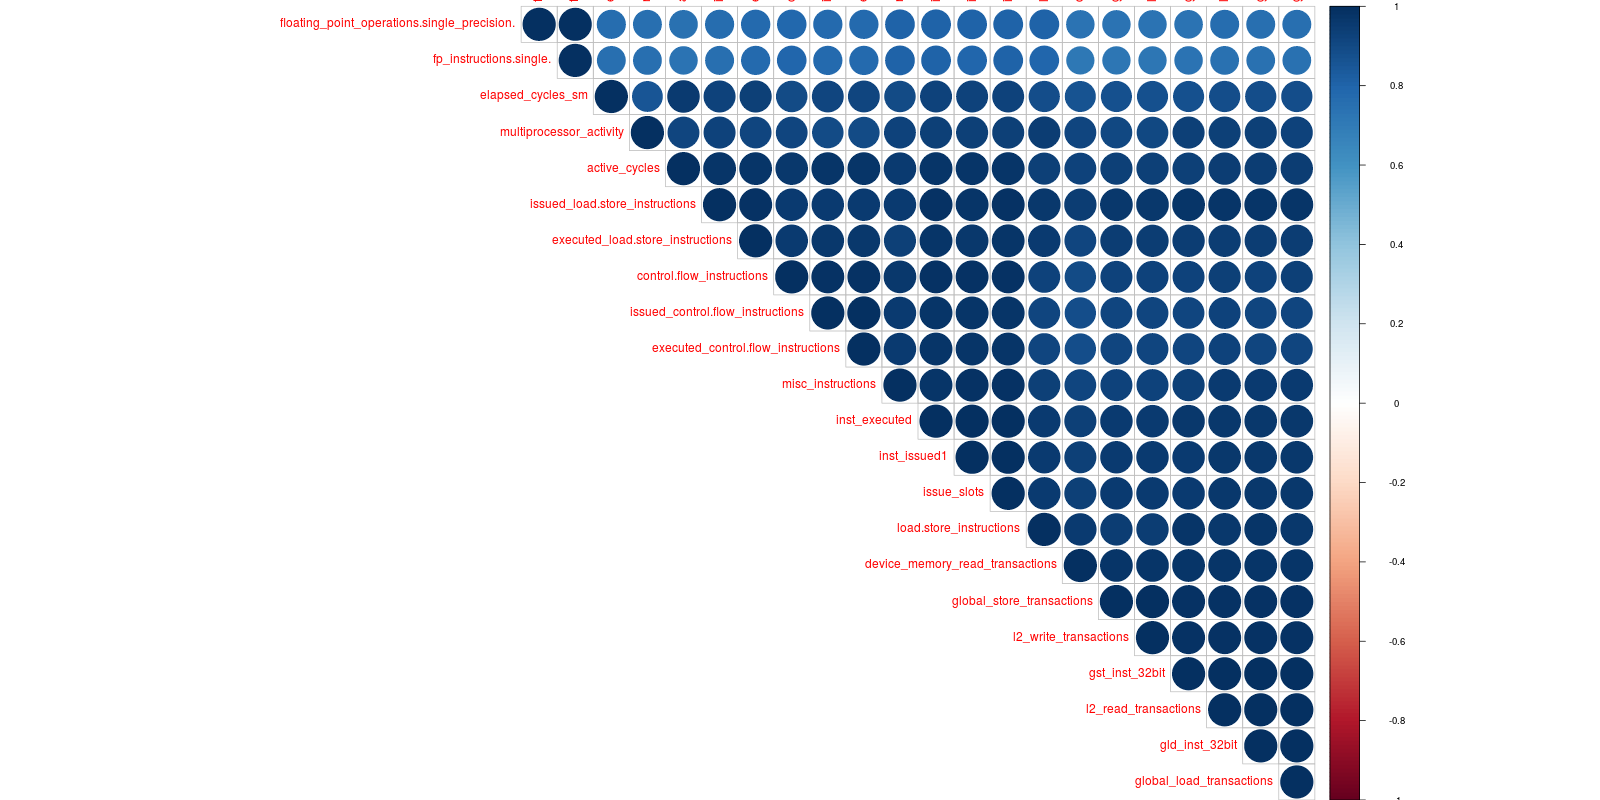 floating_point_operations.single_precision.
fp_instructions.single.
elapsed_cycles_sm
multiprocessor_activity
active_cycles
issued_load.store_instructions
executed_load.store_instructions
control.flow_instructions
issued_control.flow_instructions
executed_control.flow_instructions
misc_instructions
inst_executed
inst_issued1
issue_slots
load.store_instructions
device_memory_read_transactions
global_store_transactions
l2_write_transactions
gst_inst_32bit
l2_read_transactions
gld_inst_32bit
global_load_transactions
1
0.8
0.6
0.4
0.2
0
-0.2
-0.4
-0.6
-0.8